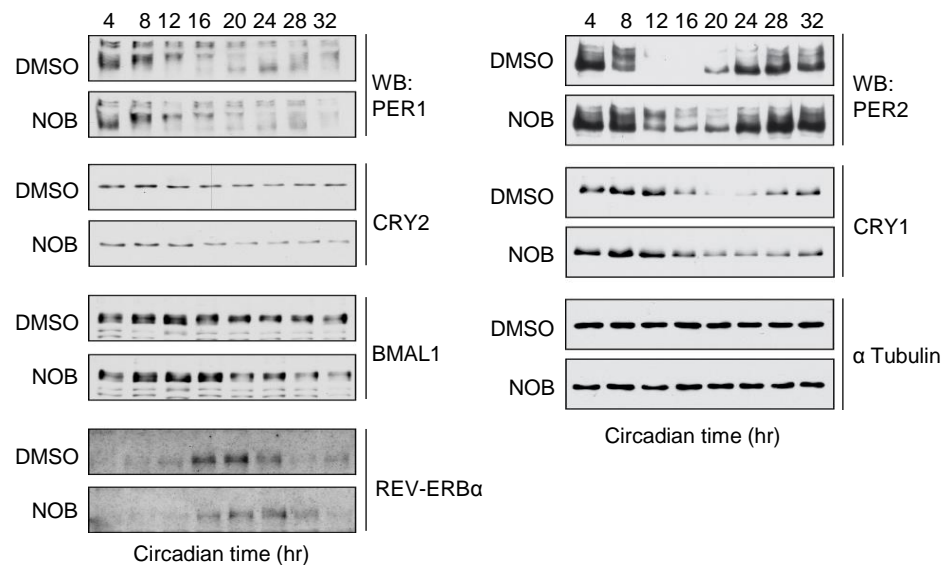 4 8 12 16 20 24 28 32
DMSO
NOB
WB:
PER1
DMSO
NOB
CRY2
DMSO
NOB
BMAL1
DMSO
NOB
REV-ERBα
Circadian time (hr)
4 8 12 16 20 24 28 32
DMSO
NOB
WB:
PER2
DMSO
NOB
CRY1
DMSO
NOB
α Tubulin
Circadian time (hr)